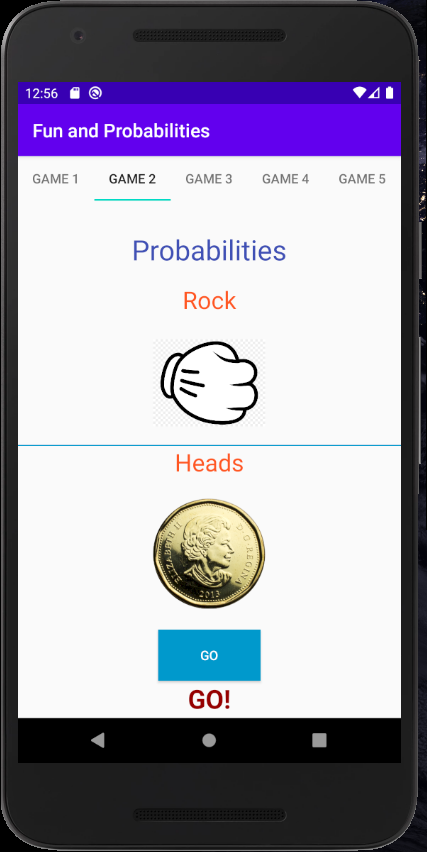 12:56
Fun and Probabilities
GAME 1 GAME 2 GAME 3 GAME 4 GAME 5
Probabilities
Rock
Heads
ELIZABETH II D·G·REGINA
2013
GO
GO!